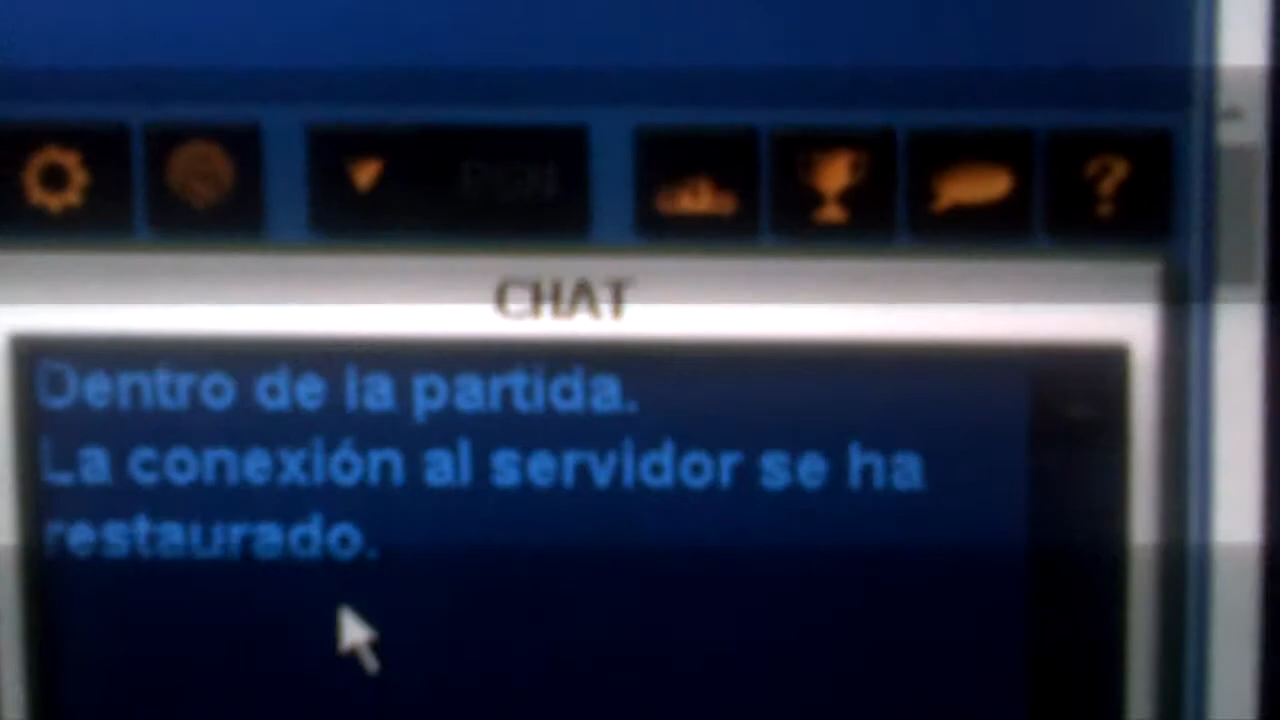 CHAT
Dentro de la partida.
La conexión al servidor se ha
restaurado.